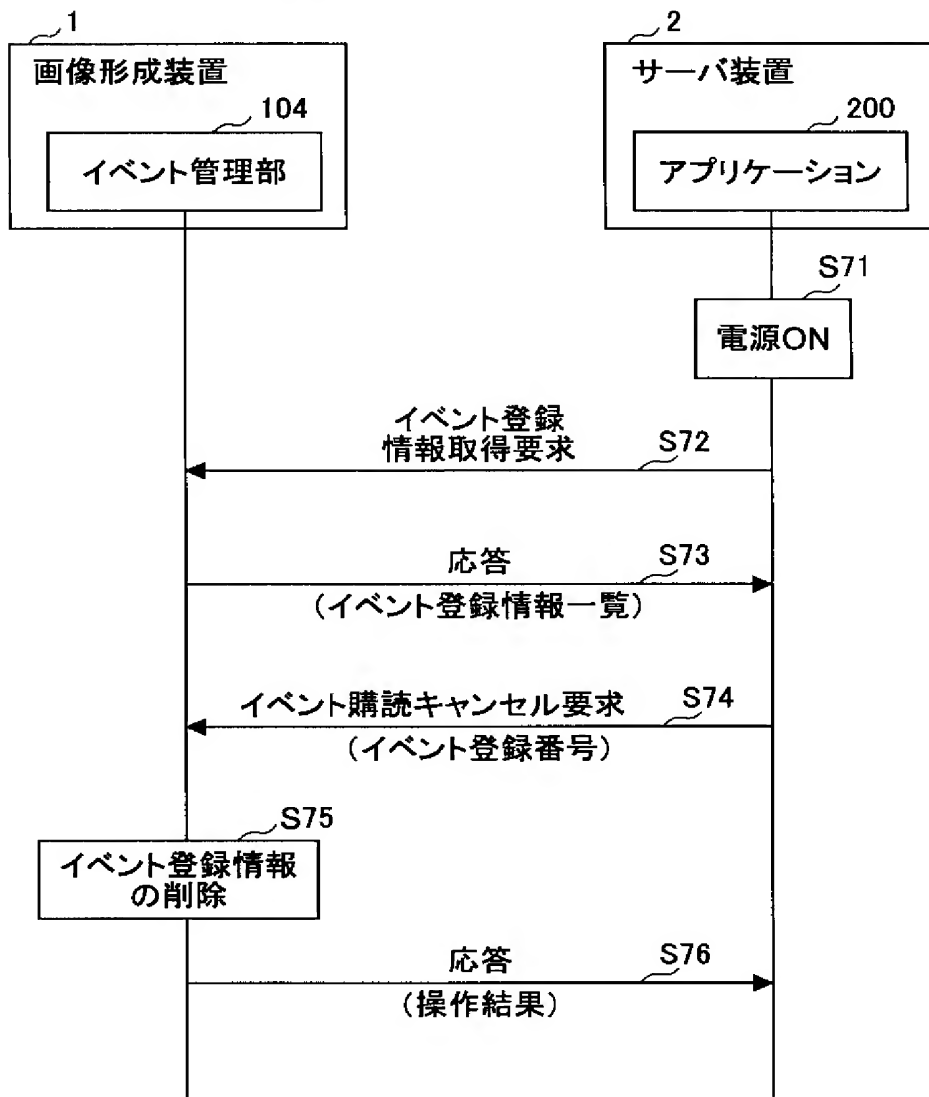 1
2
画像形成装置
サーバ装置
104
200
イベント管理部
アプリケーション
S71
電源ON
イベント登録
情報取得要求
S72
応答
S73
（イベント登録情報一覧）
イベント購読キャンセル要求
S74
（イベント登録番号）
S75
イベント登録情報
の削除
応答
S76
（操作結果）